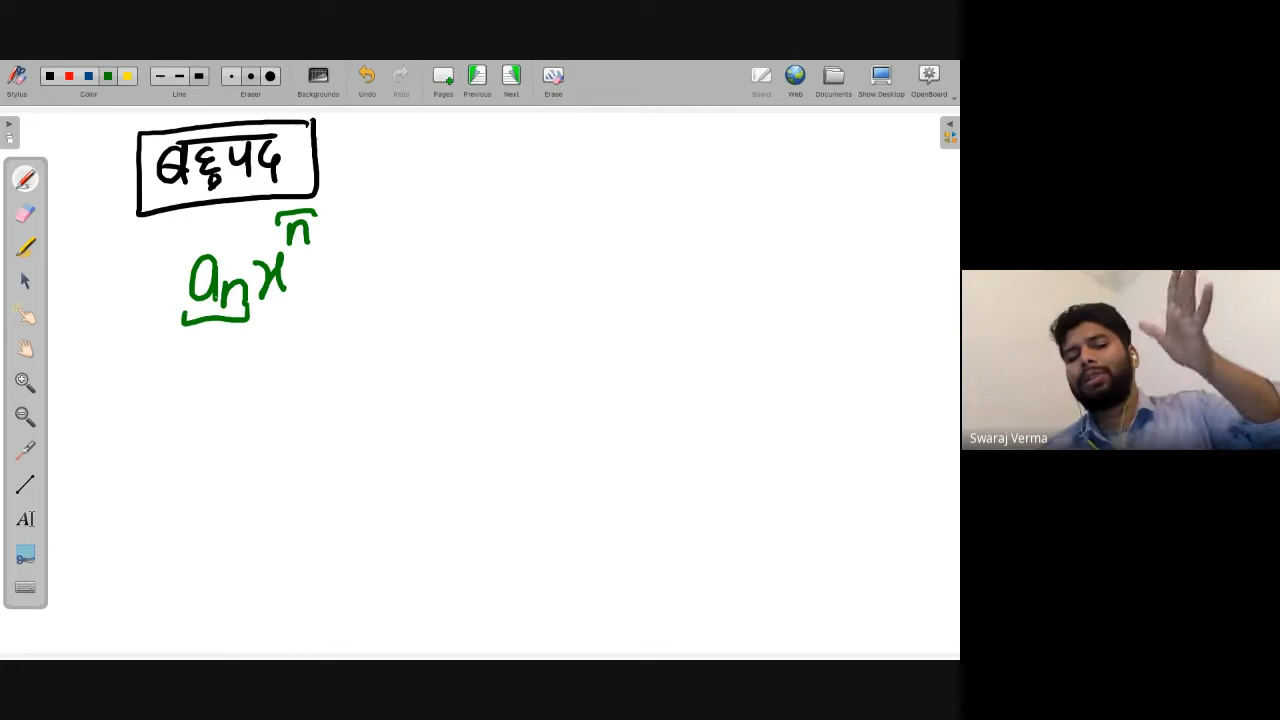 Stylus
Color
Line
Eraser
Backgrounds
Undo
Redo
Pages
Previous
Next
Erase
Board
Web
Documents
Show Desktop
OpenBoard
बहुपद
aₙxⁿ
Swaraj Verma